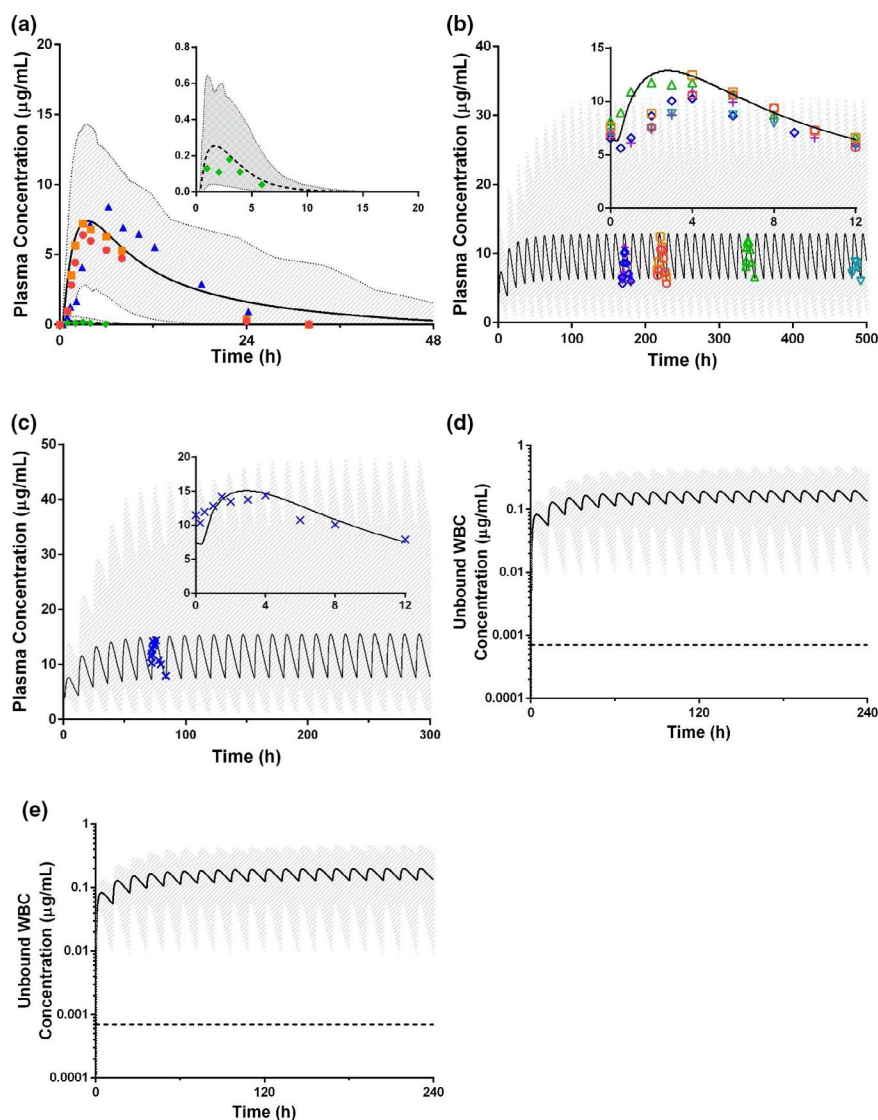 (a)
Plasma Concentration (µg/mL)
20
15
10
5
0
0 12 24 36 48
Time (h)
0.8
0.6
0.4
0.2
0.0
0 5 10 15 20
(b)
Plasma Concentration (µg/mL)
40
30
20
10
0
0 100 200 300 400 500
Time (h)
15
10
5
0
0 4 8 12
(c)
Plasma Concentration (µg/mL)
50
40
30
20
10
0
0 100 200 300
Time (h)
20
15
10
5
0
0 4 8 12
(d)
Unbound WBC
Concentration (µg/mL)
1
0.1
0.01
0.001
0.0001
0 120 240
Time (h)
(e)
Unbound WBC
Concentration (µg/mL)
1
0.1
0.01
0.001
0.0001
0 120 240
Time (h)